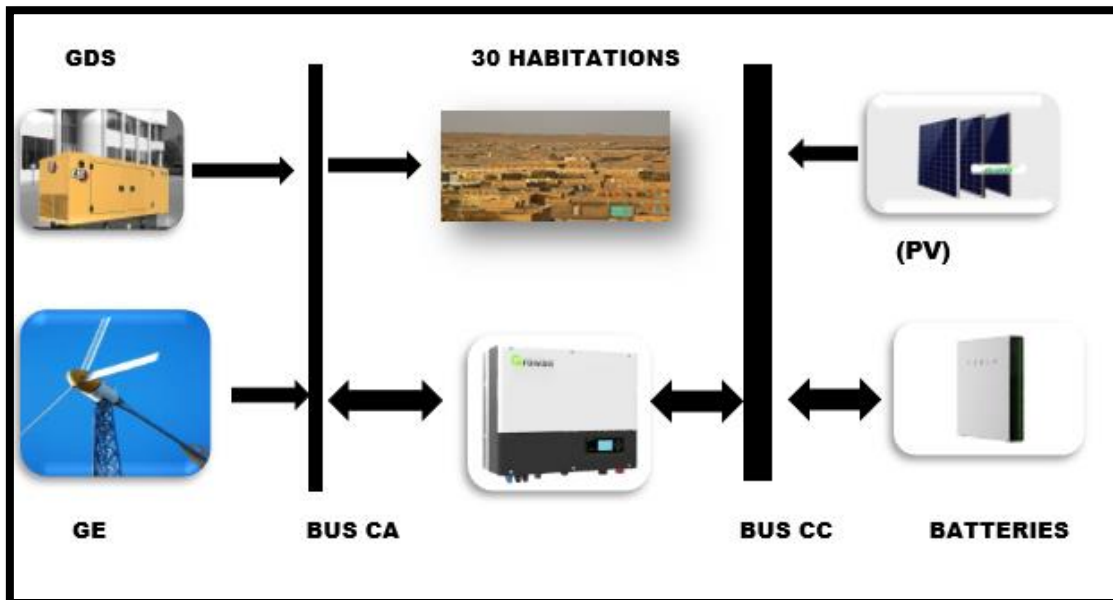 GDS
30 HABITATIONS
(PV)
GE
BUS CA
BUS CC
BATTERIES